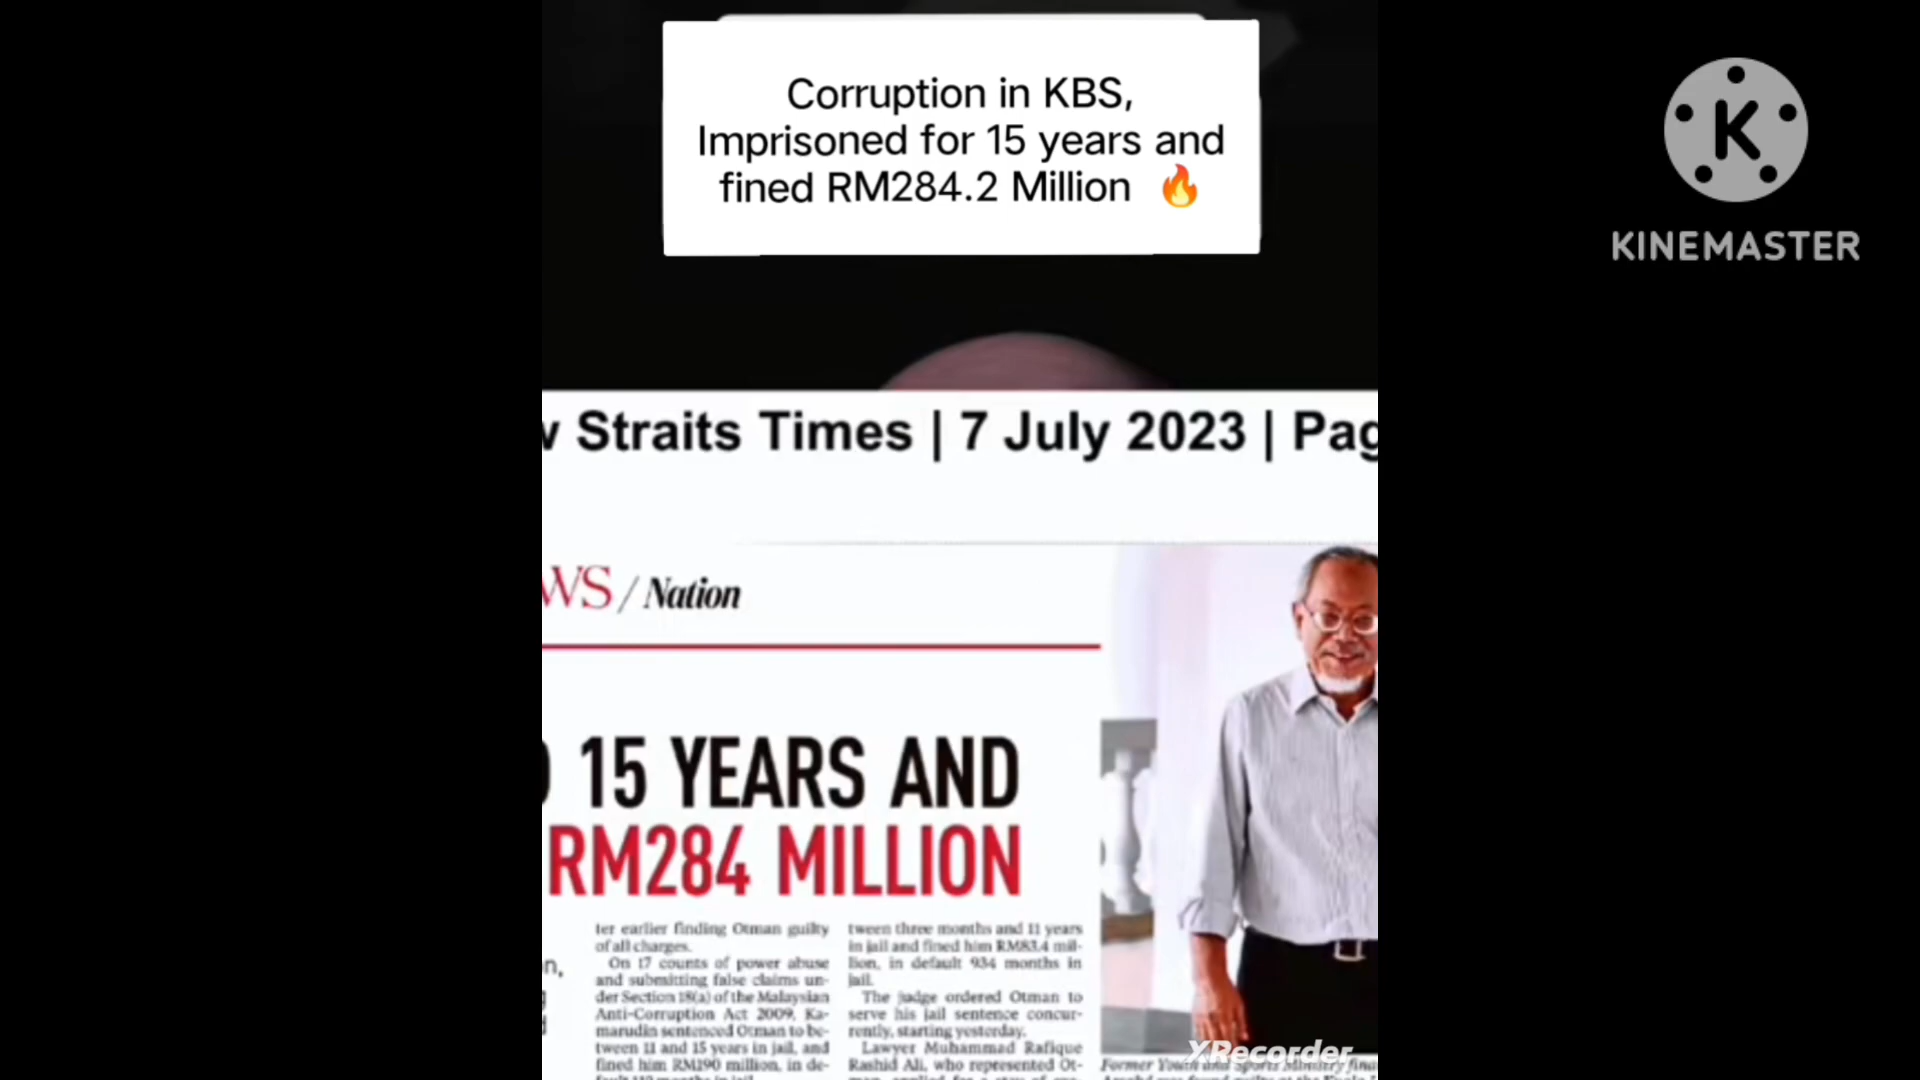 Corruption in KBS,
Imprisoned for 15 years and
fined RM284.2 Million 🔥
KINEMASTER
Straits Times | 7 July 2023 |
WS / Nation
15 YEARS AND
RM284 MILLION
ter earlier finding Otman guilty
of all charges.
On 17 counts of power abuse
and submitting false claims un-
der Section 18(a) of the Malaysian
Anti-Corruption Act 2009, Ka-
marudin sentenced Otman to be-
tween 11 and 15 years in jail, and
fined him RM190 million, in de-
tween three months and 11 years
in jail and fined him RM83.4 mil-
lion, in default 934 months in
jail.
The judge ordered Otman to
serve his jail sentence concur-
rently, starting yesterday.
Lawyer Muhammad Rafique
Rashid Ali, who represented Ot-
XRecorder
Former Youth and Sports Ministry